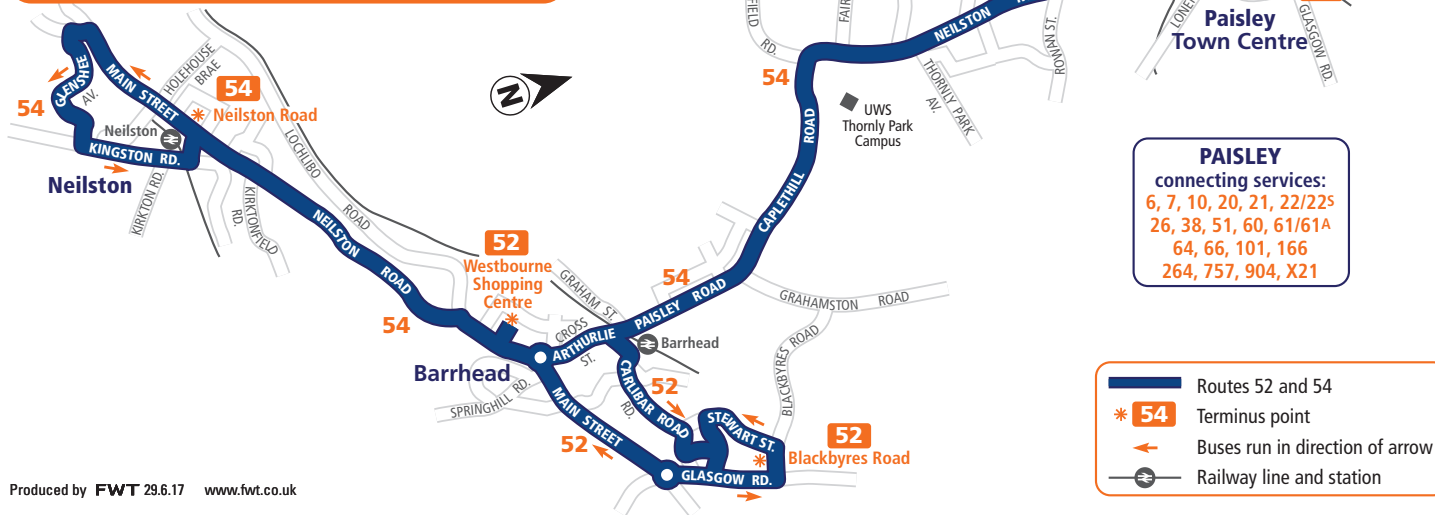 FIELD
RD.
FAIR
NEILSTON
ROWAN ST.
THORNLY PARK
AV.
54
UWS
Thornly Park
Campus
CAPLETHILL ROAD
Paisley
Town Centre
GLASGOW RD.
GLENSHEE
AV.
54
MAIN STREET
HOLEHOUSE
BRAE
54
Neilston Road
Neilston
KINGSTON RD.
Neilston
KIRKTON RD.
KIRKTONFIELD
RD.
LOCHLIBO ROAD
N
NEILSTON ROAD
54
52
Westbourne
Shopping
Centre
GRAHAM ST.
CROSS
ST.
ARTHURLIE
54
PAISLEY ROAD
GRAHAMSTON ROAD
BLACKBYRES ROAD
Barrhead
Barrhead
SPRINGHILL RD.
52
CARLIBAR ROAD
RD.
MAIN STREET
52
STEWART ST.
52
Blackbyres Road
GLASGOW RD.
PAISLEY
connecting services:
6, 7, 10, 20, 21, 22/22S
26, 38, 51, 60, 61/61A
64, 66, 101, 166
264, 757, 904, X21
Routes 52 and 54
54 Terminus point
Buses run in direction of arrow
Railway line and station
Produced by FWT 29.6.17 www.fwt.co.uk